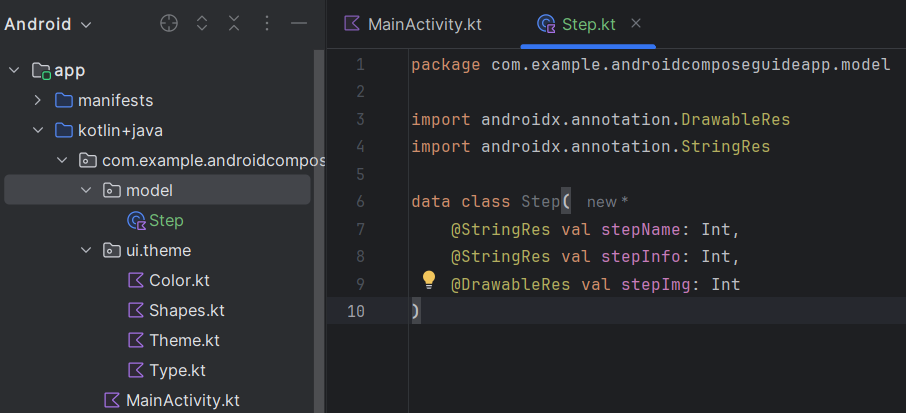 Android
app
manifests
kotlin+java
com.example.androidcompos
model
Step
ui.theme
Color.kt
Shapes.kt
Theme.kt
Type.kt
MainActivity.kt
MainActivity.kt
Step.kt
1 package com.example.androidcomposeguideapp.model
2
3 import androidx.annotation.DrawableRes
4 import androidx.annotation.StringRes
5
6 data class Step( new *
7 @StringRes val stepName: Int,
8 @StringRes val stepInfo: Int,
9 @DrawableRes val stepImg: Int
10 )